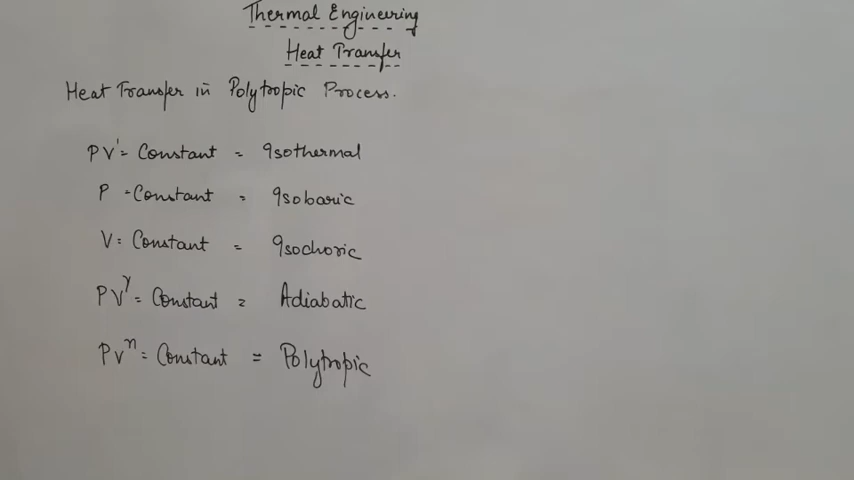 Thermal Engineering
Heat Transfer
Heat Transfer in Polytropic Process.
PV¹ = Constant = Isothermal
P = Constant = Isobaric
V = Constant = Isochoric
PV^γ = Constant = Adiabatic
PV^n = Constant = Polytropic